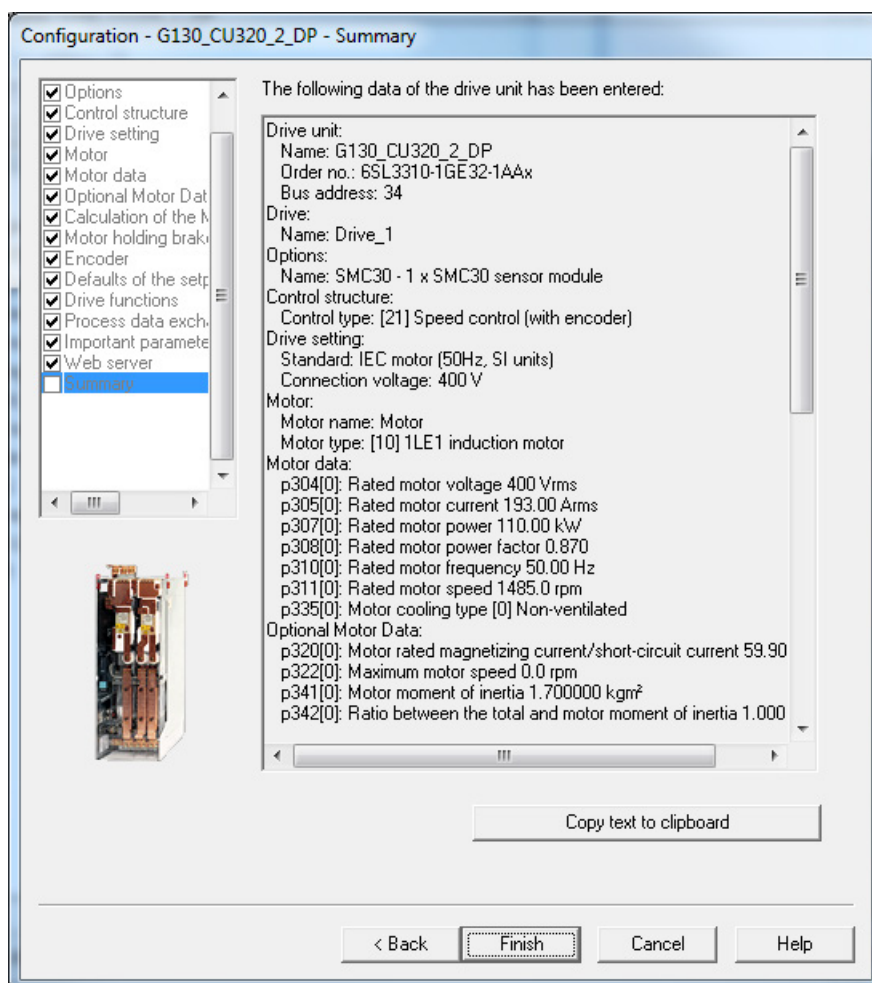 Configuration - G130_CU320_2_DP - Summary
Options
Control structure
Drive setting
Motor
Motor data
Optional Motor Dat
Calculation of the M
Motor holding brak
Encoder
Defaults of the setp
Drive functions
Process data exch
Important paramete
Web server
Summary
The following data of the drive unit has been entered:
Drive unit:
Name: G130_CU320_2_DP
Order no.: 6SL3310-1GE32-1AAx
Bus address: 34
Drive:
Name: Drive_1
Options:
Name: SMC30 - 1 x SMC30 sensor module
Control structure:
Control type: [21] Speed control (with encoder)
Drive setting:
Standard: IEC motor (50Hz, SI units)
Connection voltage: 400 V
Motor:
Motor name: Motor
Motor type: [10] 1LE1 induction motor
Motor data:
p304[0]: Rated motor voltage 400 Vrms
p305[0]: Rated motor current 193.00 Arms
p307[0]: Rated motor power 110.00 kW
p308[0]: Rated motor power factor 0.870
p310[0]: Rated motor frequency 50.00 Hz
p311[0]: Rated motor speed 1485.0 rpm
p335[0]: Motor cooling type [0] Non-ventilated
Optional Motor Data:
p320[0]: Motor rated magnetizing current/short-circuit current 59.90
p322[0]: Maximum motor speed 0.0 rpm
p341[0]: Motor moment of inertia 1.700000 kgm²
p342[0]: Ratio between the total and motor moment of inertia 1.000
Copy text to clipboard
< Back
Finish
Cancel
Help